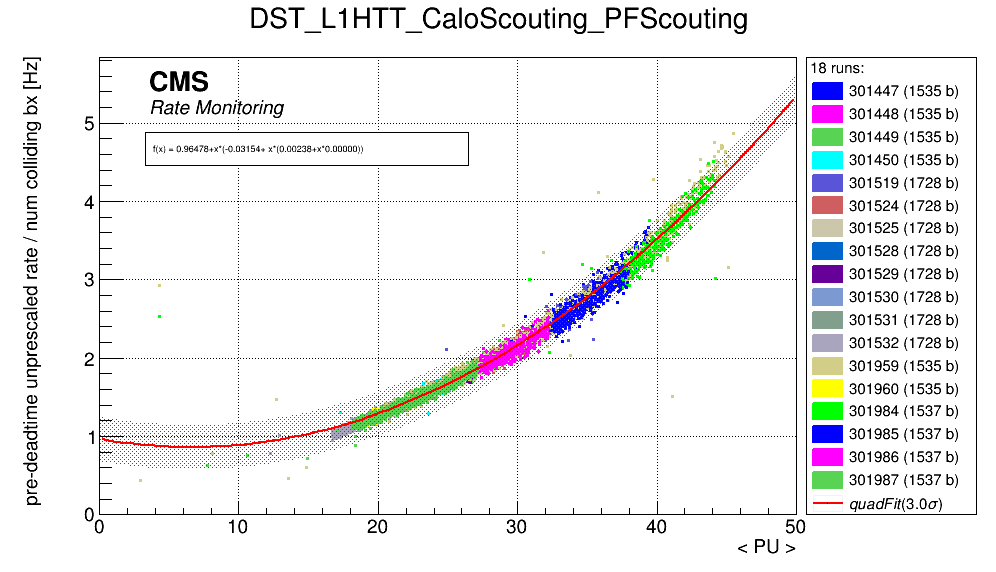 DST_L1HTT_CaloScouting_PFScouting
pre-deadtime unprescaled rate / num colliding bx [Hz]
CMS
Rate Monitoring
f(x) = 0.96478+x*(-0.03154+ x*(0.00238+x*0.00000))
5
4
3
2
1
0
0 10 20 30 40 50
< PU >
18 runs:
301447 (1535 b)
301448 (1535 b)
301449 (1535 b)
301450 (1535 b)
301519 (1728 b)
301524 (1728 b)
301525 (1728 b)
301528 (1728 b)
301529 (1728 b)
301530 (1728 b)
301531 (1728 b)
301532 (1728 b)
301959 (1535 b)
301960 (1535 b)
301984 (1537 b)
301985 (1537 b)
301986 (1537 b)
301987 (1537 b)
quadFit(3.0σ)